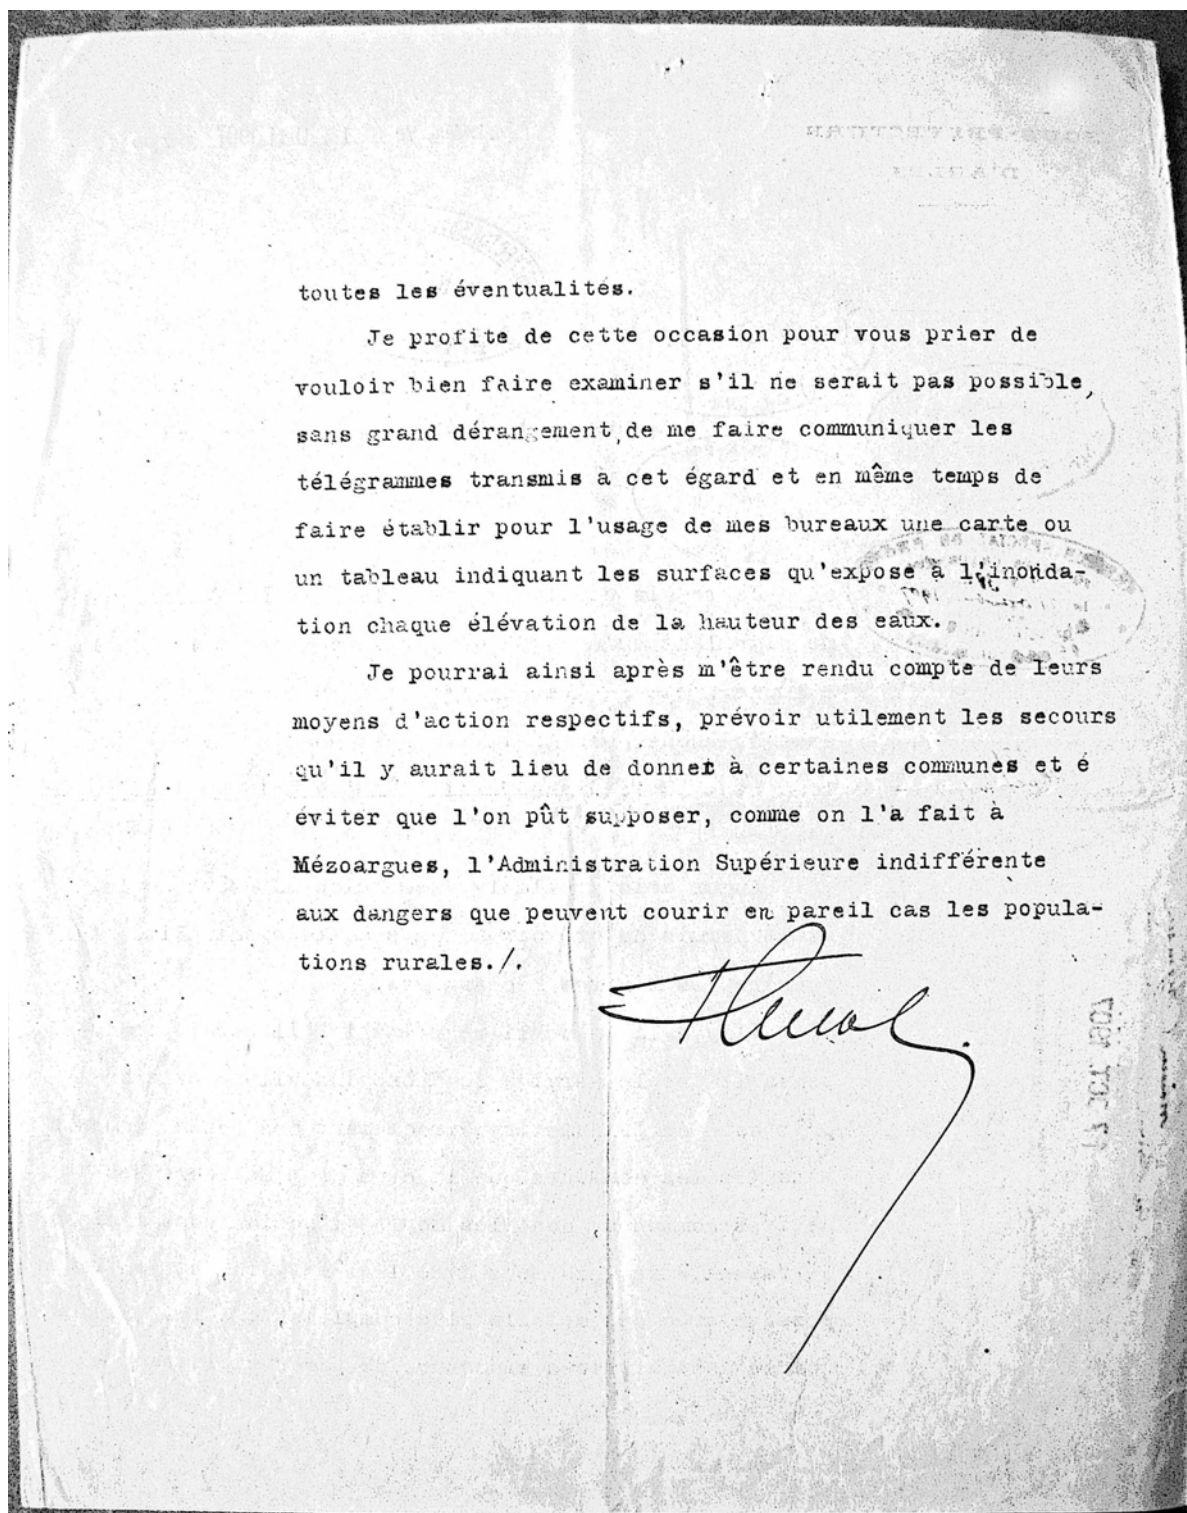 toutes les éventualités.
Je profite de cette occasion pour vous prier de
vouloir bien faire examiner s'il ne serait pas possible,
sans grand dérangement, de me faire communiquer les
télégrammes transmis à cet égard et en même temps de
faire établir pour l'usage de mes bureaux une carte ou
un tableau indiquant les surfaces qu'expose à l'inonda-
tion chaque élévation de la hauteur des eaux.
Je pourrai ainsi après m'être rendu compte de leurs
moyens d'action respectifs, prévoir utilement les secours
qu'il y aurait lieu de donner à certaines communes et é
éviter que l'on pût supposer, comme on l'a fait à
Mézoargues, l'Administration Supérieure indifférente
aux dangers que peuvent courir en pareil cas les popula-
tions rurales./.
17 OCT. 1907